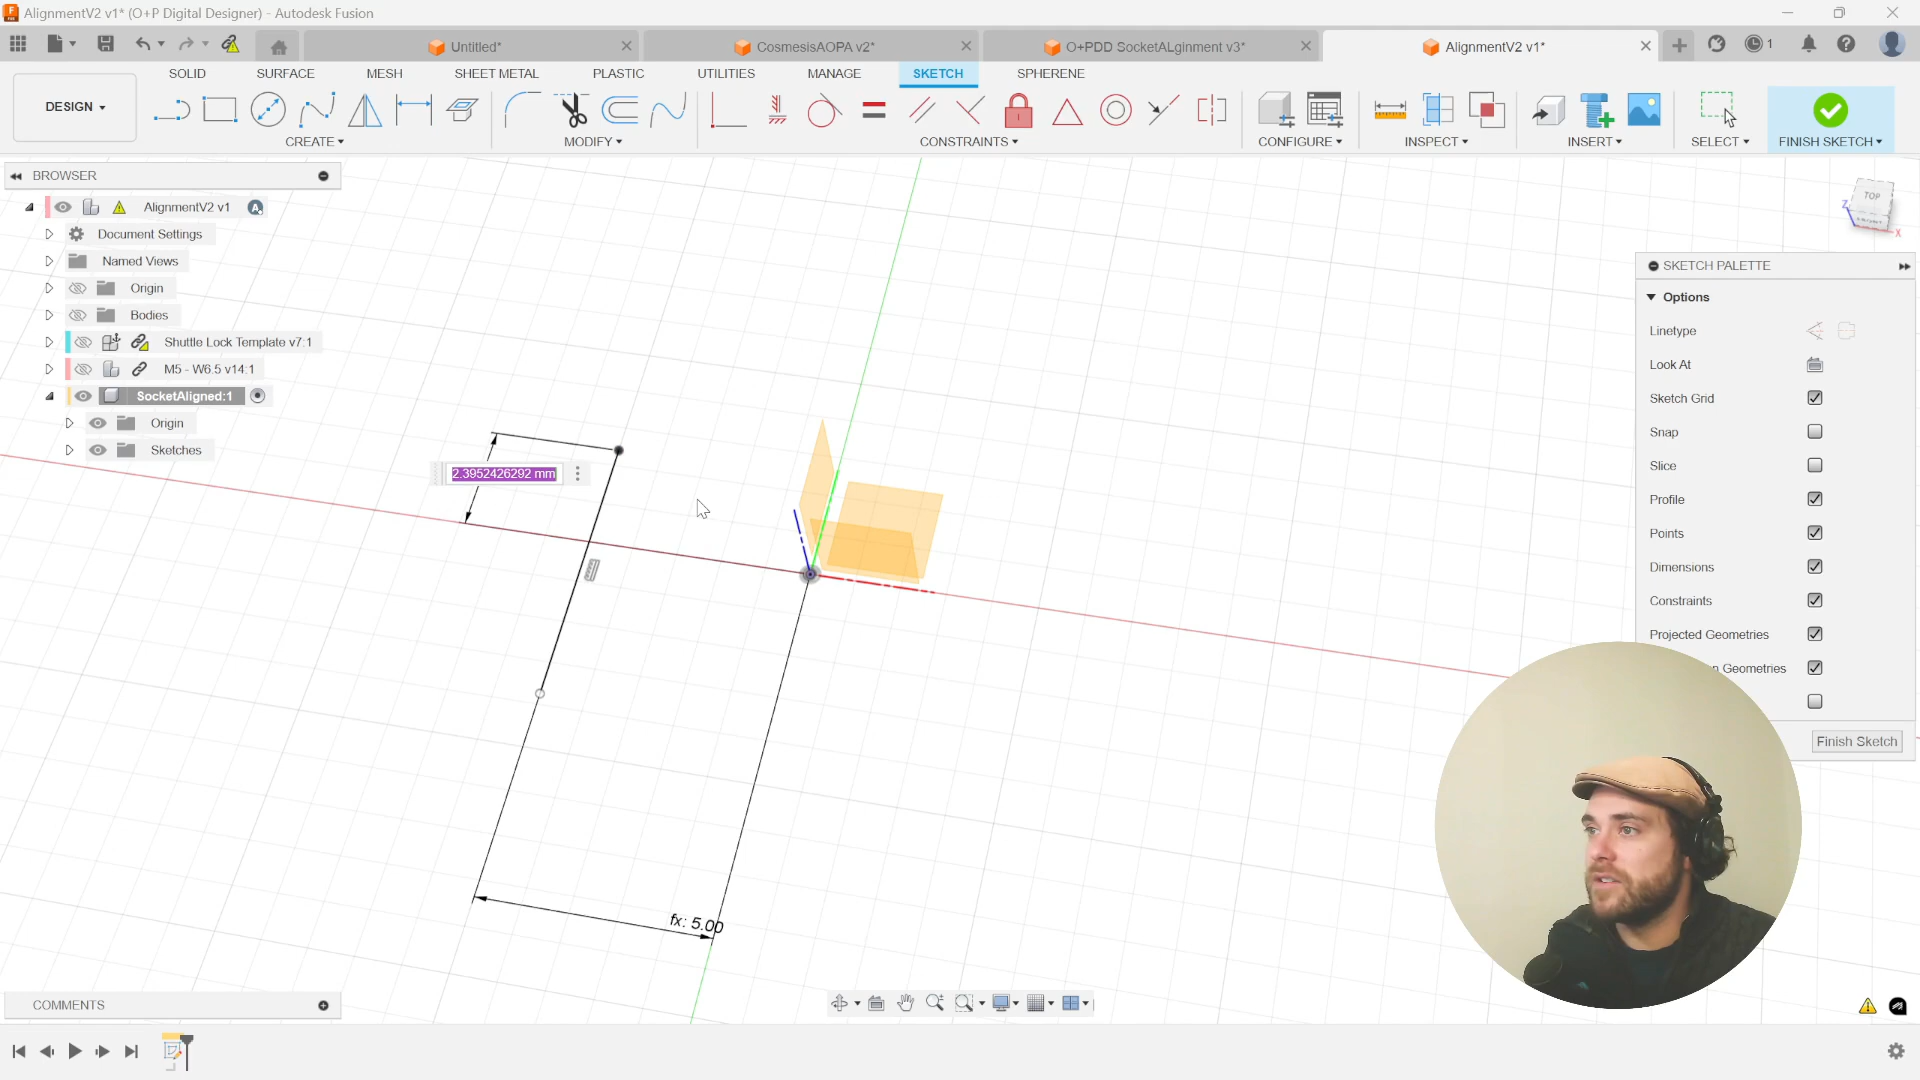 AlignmentV2 v1* (O+P Digital Designer) - Autodesk Fusion
Untitled*
CosmesisAOPA v2*
O+PDD SocketALginment v3*
AlignmentV2 v1*
1
SOLID
SURFACE
MESH
SHEET METAL
PLASTIC
UTILITIES
MANAGE
SKETCH
SPHERENE
DESIGN
CREATE
MODIFY
CONSTRAINTS
CONFIGURE
INSPECT
INSERT
SELECT
FINISH SKETCH
BROWSER
AlignmentV2 v1
A
Document Settings
Named Views
Origin
Bodies
Shuttle Lock Template v7:1
M5 - W6.5 v14:1
SocketAligned:1
Origin
Sketches
TOP
Z
X
2.3952426292 mm
fx: 5.00
SKETCH PALETTE
Options
Linetype
Look At
Sketch Grid
Snap
Slice
Profile
Points
Dimensions
Constraints
Projected Geometries
Geometries
Finish Sketch
COMMENTS